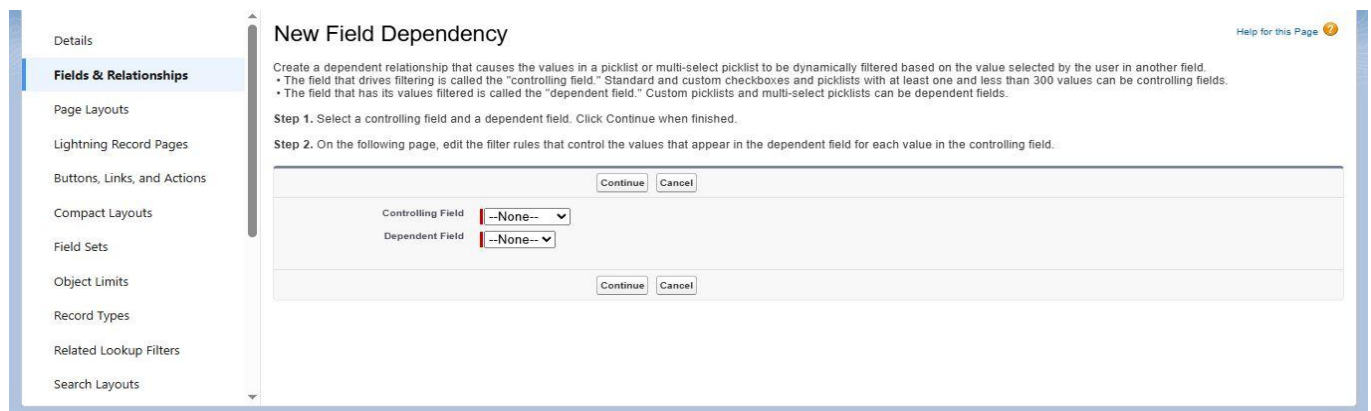 Details
Fields & Relationships
Page Layouts
Lightning Record Pages
Buttons, Links, and Actions
Compact Layouts
Field Sets
Object Limits
Record Types
Related Lookup Filters
Search Layouts
New Field Dependency
Help for this Page ?
Create a dependent relationship that causes the values in a picklist or multi-select picklist to be dynamically filtered based on the value selected by the user in another field.
• The field that drives filtering is called the "controlling field." Standard and custom checkboxes and picklists with at least one and less than 300 values can be controlling fields.
• The field that has its values filtered is called the "dependent field." Custom picklists and multi-select picklists can be dependent fields.
Step 1. Select a controlling field and a dependent field. Click Continue when finished.
Step 2. On the following page, edit the filter rules that control the values that appear in the dependent field for each value in the controlling field.
Continue Cancel
Controlling Field --None--
Dependent Field --None--
Continue Cancel